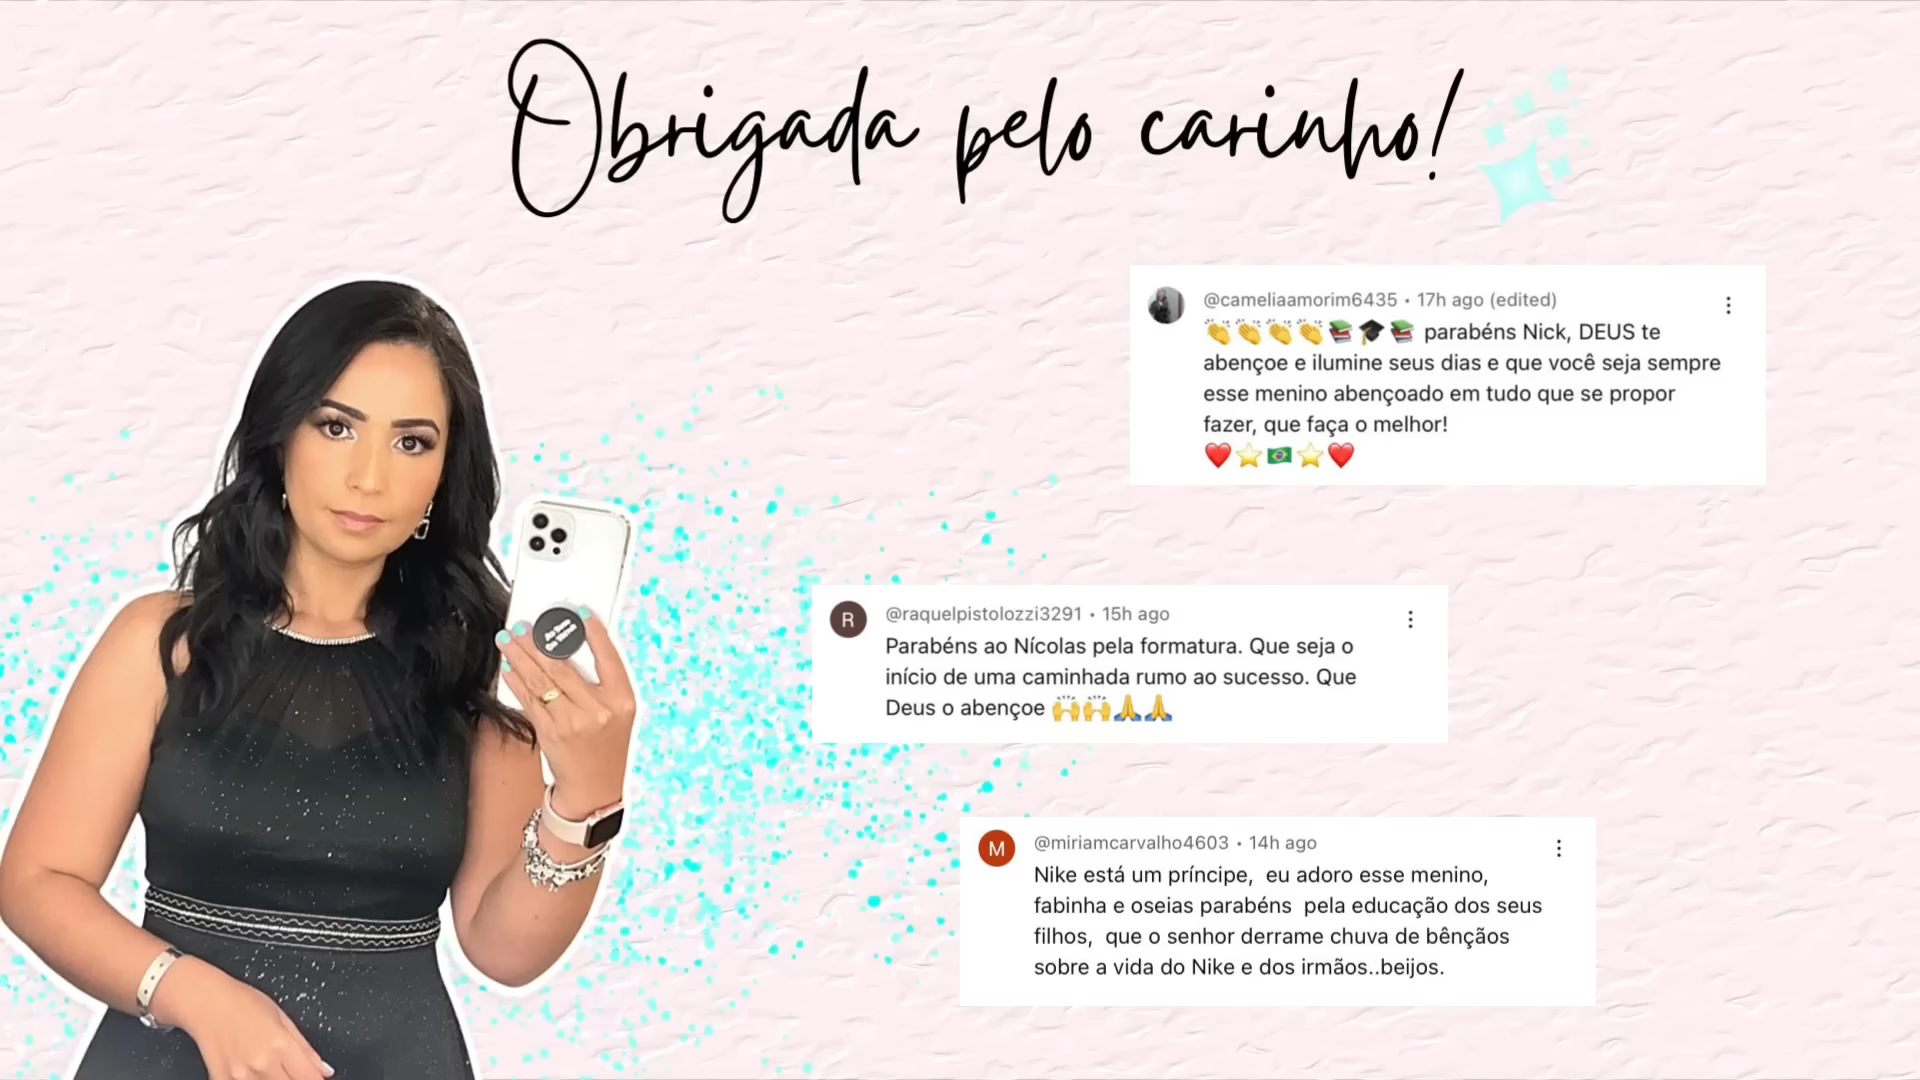 Obrigada pelo carinho!
@cameliaamorim6435 • 17h ago (edited)
👏👏👏👏📚🎓📚 parabéns Nick, DEUS te
abençoe e ilumine seus dias e que você seja sempre
esse menino abençoado em tudo que se propor
fazer, que faça o melhor!
❤️⭐🇧🇷⭐❤️
R @raquelpistolozzi3291 • 15h ago
Parabéns ao Nícolas pela formatura. Que seja o
início de uma caminhada rumo ao sucesso. Que
Deus o abençoe 🙌🙌🙏🙏
M @miriamcarvalho4603 • 14h ago
Nike está um príncipe,  eu adoro esse menino,
fabinha e oseias parabéns  pela educação dos seus
filhos,  que o senhor derrame chuva de bênçãos
sobre a vida do Nike e dos irmãos..beijos.